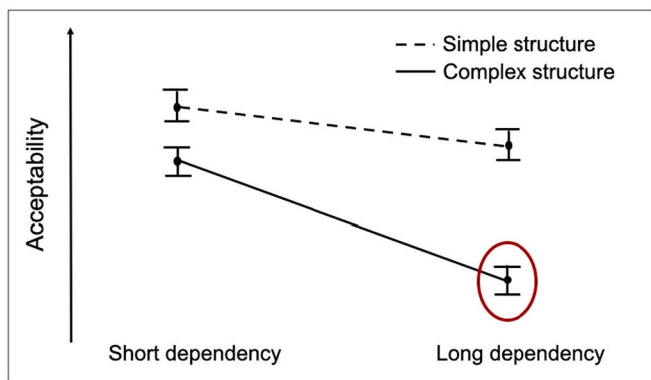 Simple structure
Complex structure
Acceptability
Short dependency
Long dependency